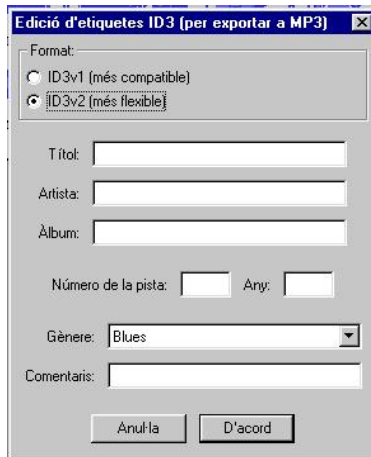 Edició d'etiquetes ID3 (per exportar a MP3)
Format:
ID3v1 (més compatible)
ID3v2 (més flexible)
Títol:
Artista:
Àlbum:
Número de la pista: Any:
Gènere: Blues
Comentaris:
Anul·la D'acord